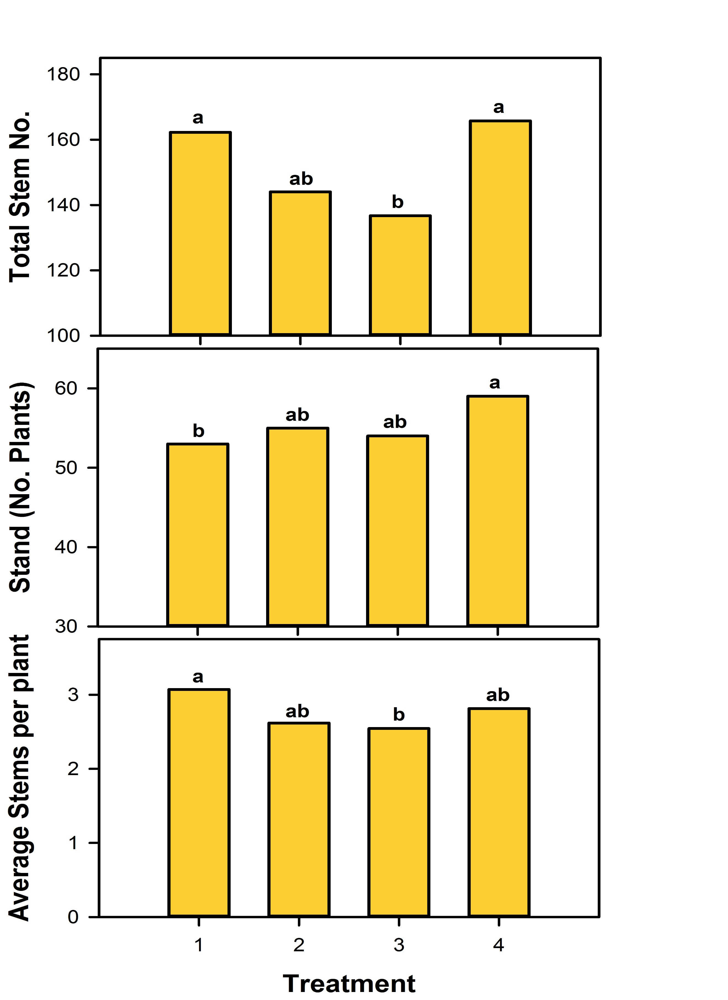 Total Stem No.
180
160
140
120
100
a
ab
b
a
Stand (No. Plants)
60
50
40
30
b
ab
ab
a
Average Stems per plant
3
2
1
0
a
ab
b
ab
1 2 3 4
Treatment